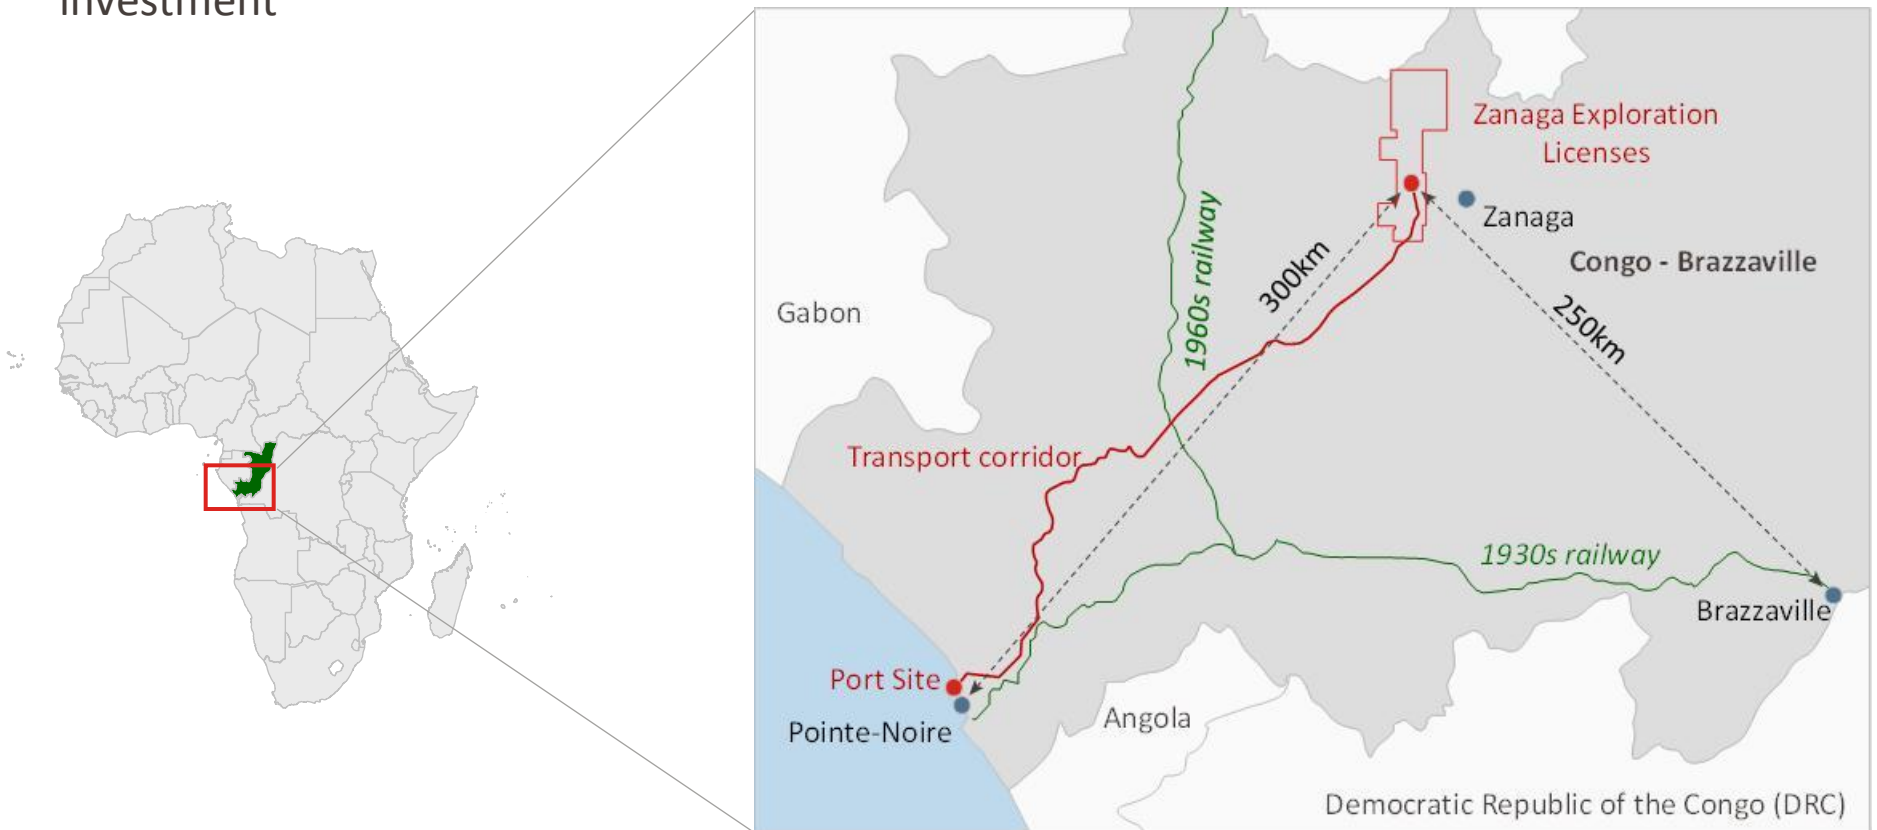 investment
Zanaga Exploration
Licenses
Zanaga
Congo - Brazzaville
1960s railway
300km
250km
Gabon
Transport corridor
1930s railway
Brazzaville
Port Site
Pointe-Noire
Angola
Democratic Republic of the Congo (DRC)